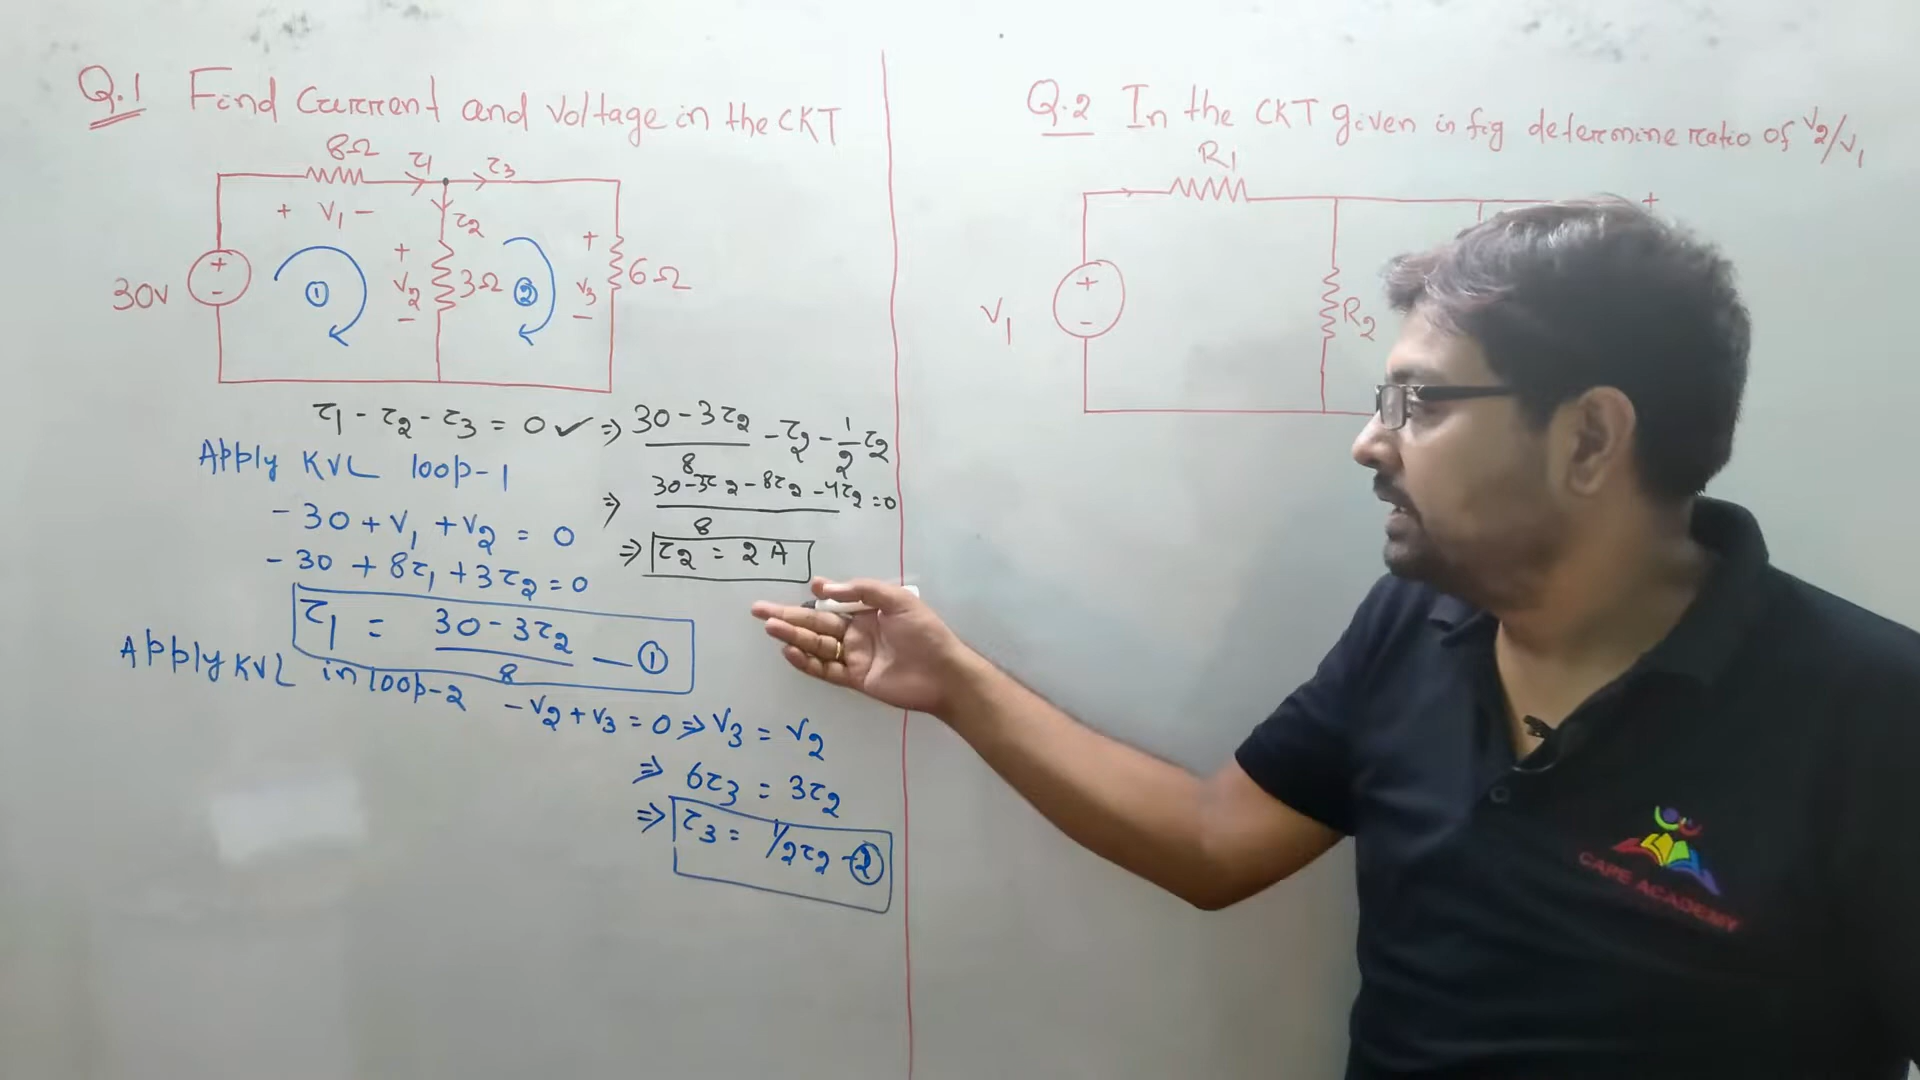 Q.1 Find Current and voltage in the CKT
8Ω
i1
i3
+ V1 -
i2
30V
+
-
①
+
V2
-
3Ω
②
+
V3
-
6Ω
i1 - i2 - i3 = 0 ✓
Apply KVL loop-1
- 30 + V1 + V2 = 0
- 30 + 8i1 + 3i2 = 0
i1 = 30 - 3i2 / 8 — ①
Apply KVL in loop-2
- V2 + V3 = 0 ⇒ V3 = V2
⇒ 6i3 = 3i2
⇒ i3 = 1/2 i2 - ②
⇒ 30 - 3i2 / 8 - i2 - 1/2 i2
⇒ 30 - 3i2 - 8i2 - 4i2 / 8 = 0
⇒ i2 = 2 A
Q.2 In the CKT given in fig determine ratio of V2/V1
R1
V1
+
-
R2
+
CAPE ACADEMY